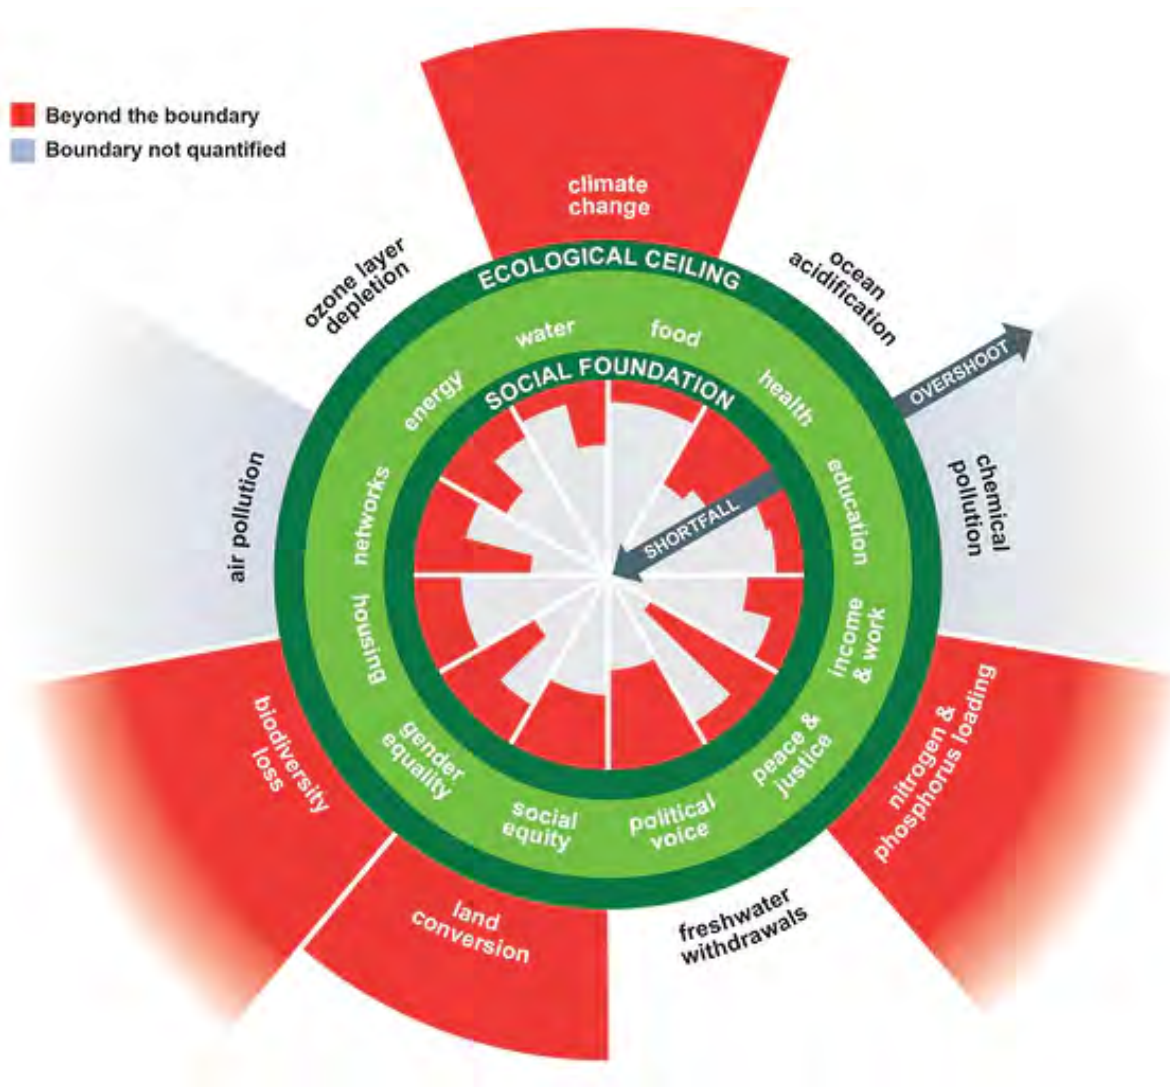 Beyond the boundary
Boundary not quantified
climate
change
ozone layer
depletion
ECOLOGICAL CEILING
ocean
acidification
water
food
OVERSHOOT
energy
SOCIAL FOUNDATION
health
air pollution
networks
SHORTFALL
education
chemical
pollution
housing
income
& work
biodiversity
loss
gender
equality
peace &
justice
nitrogen &
phosphorus loading
social
equity
political
voice
land
conversion
freshwater
withdrawals